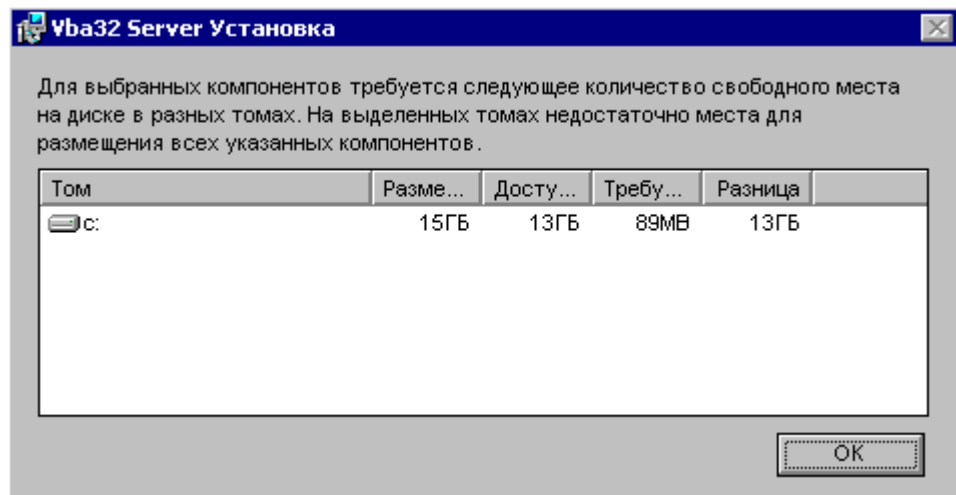 Vba32 Server Установка
Для выбранных компонентов требуется следующее количество свободного места
на диске в разных томах. На выделенных томах недостаточно места для
размещения всех указанных компонентов.
Том Разме... Досту... Требу... Разница
c: 15ГБ 13ГБ 89MB 13ГБ
OK